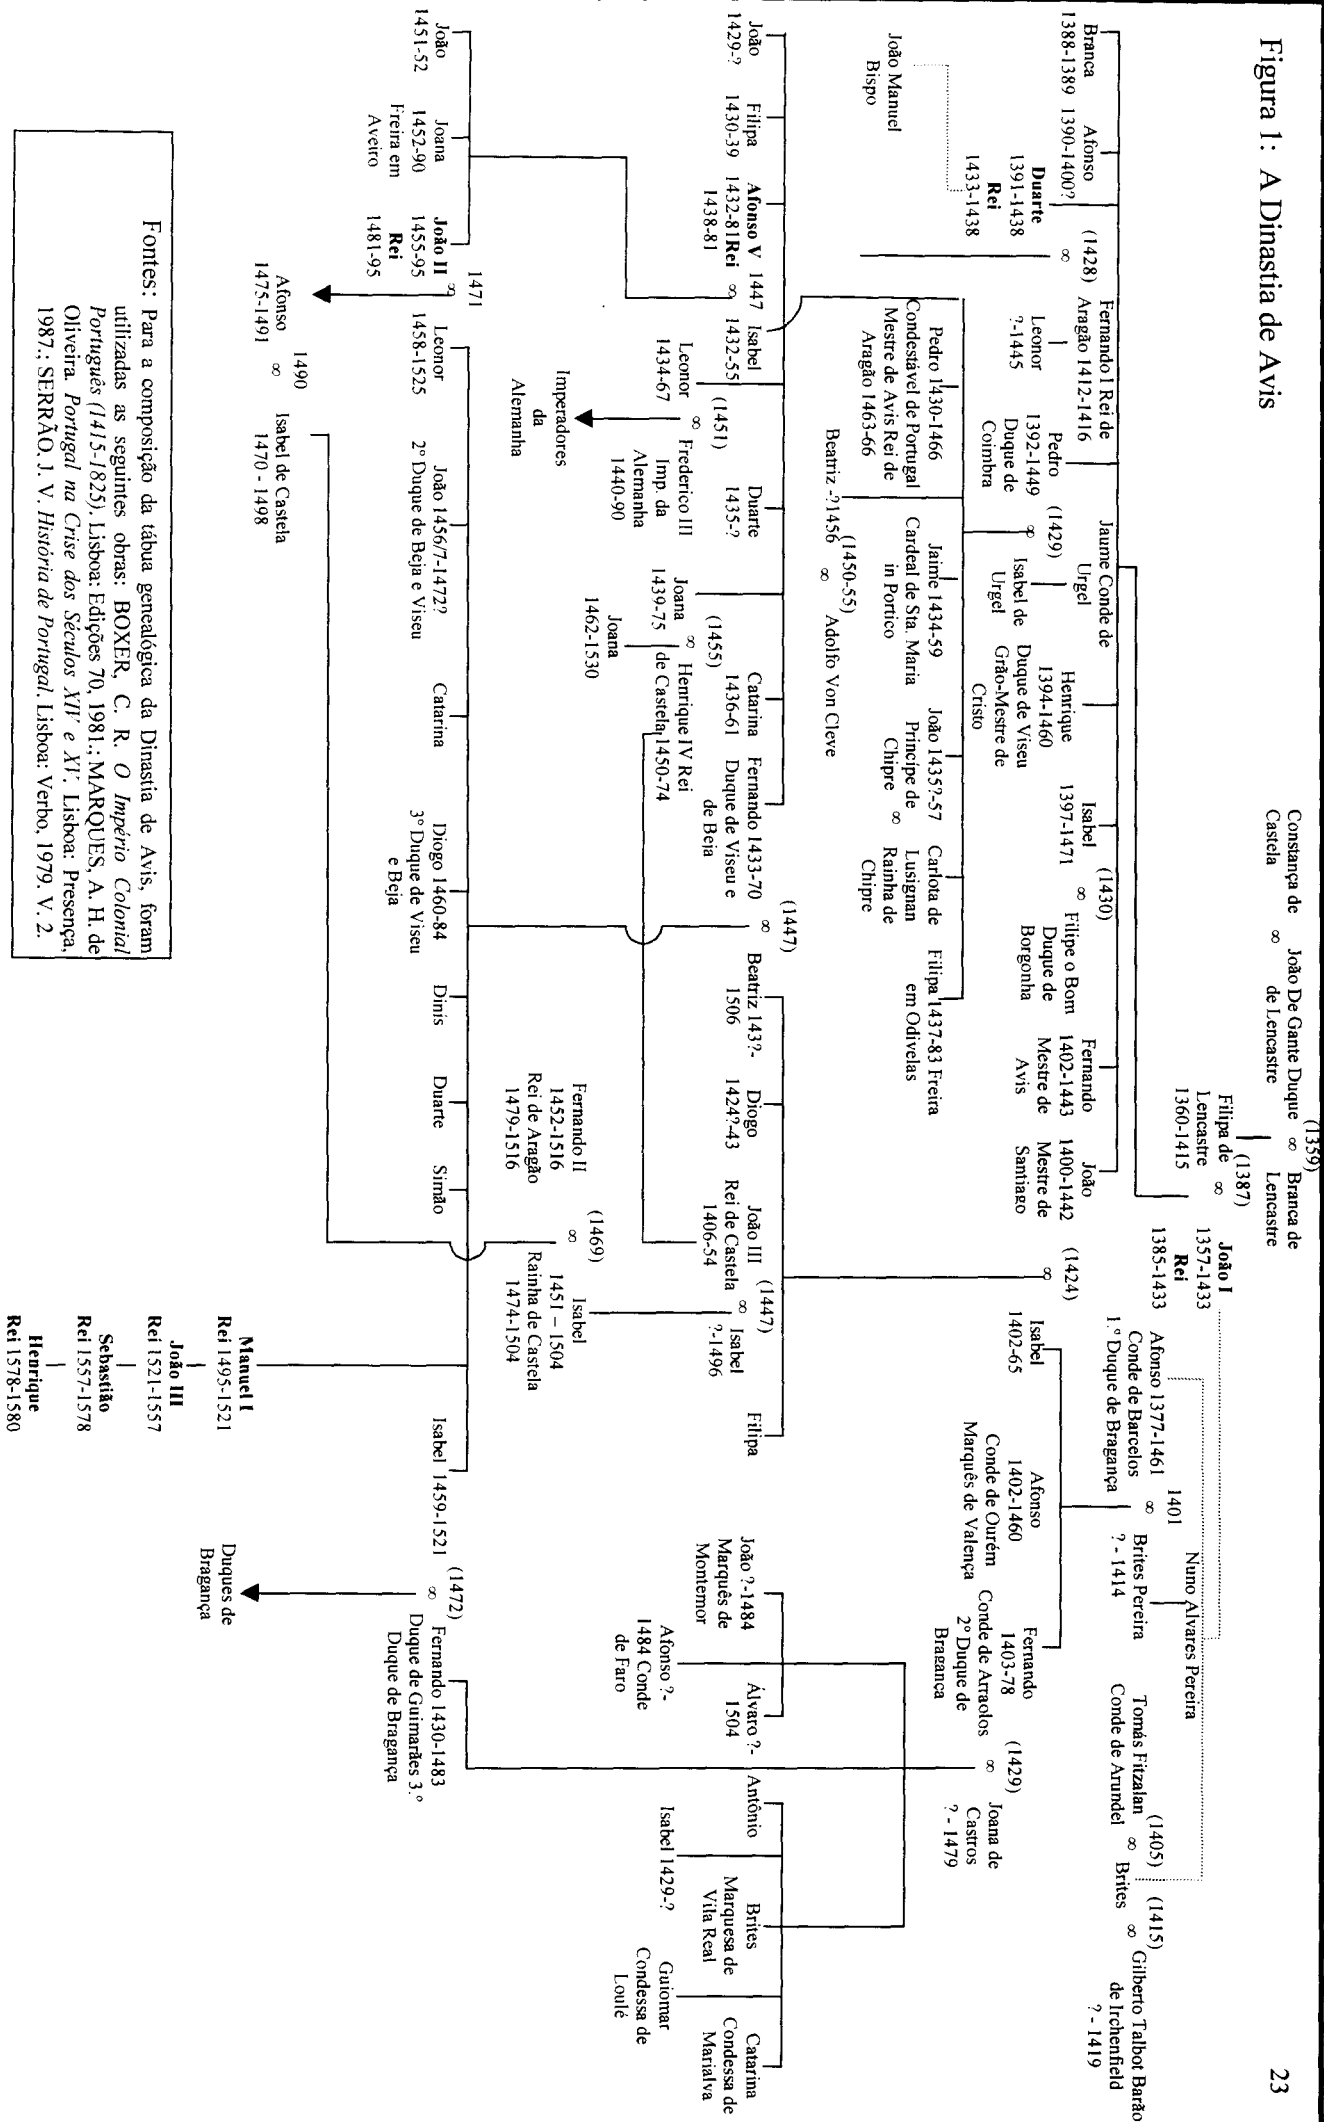 23
Figura 1: A Dinastia de Avis
(1359)
Constança de
Castela
∞
João De Gante Duque
de Lencastre
∞
Branca de
Lencastre
(1387)
Filipa de
Lencastre
1360-1415
∞
João I
1357-1433
Rei
1385-1433
Afonso 1377-1461
Conde de Barcelos
1.º Duque de Bragança
1401
∞
Brites Pereira
? - 1414
Nuno Alvares Pereira
Tomás Fitzalan
Conde de Arundel
(1405)
∞
Brites
(1415)
∞
Gilberto Talbot Barão
de Irchenfield
? - 1419
Branca
1388-1389
Afonso
1390-1400?
Duarte
1391-1438
Rei
1433-1438
(1428)
∞
Fernando I Rei de
Aragão 1412-1416
Leonor
?-1445
Pedro
1392-1449
Duque de
Coimbra
(1429)
∞
Jaume Conde de
Urgel
Isabel de
Urgel
Henrique
1394-1460
Duque de Viseu
Grão-Mestre de
Cristo
Isabel
1397-1471
(1430)
∞
Filipe o Bom
Duque de
Borgonha
Fernando
1402-1443
Mestre de
Avis
João
1400-1442
Mestre de
Santiago
(1424)
∞
Isabel
1402-65
Afonso
1402-1460
Conde de Ourém
Marquês de Valença
Fernando
1403-78
Conde de Arraolos
2º Duque de
Bragança
(1429)
∞
Joana de
Castros
? - 1479
João Manuel
Bispo
Pedro 1430-1466
Condestável de Portugal
Mestre de Avis Rei de
Aragão 1463-66
Jaime 1434-59
Cardeal de Sta. Maria
in Portico
João 1435?-57
Principe de
Chipre
∞
Carlota de
Lusignan
Rainha de
Chipre
Filipa 1437-83 Freira
em Odivelas
Beatriz -?1456
(1450-55)
∞
Adolfo Von Cleve
João
1429-?
Filipa
1430-39
Afonso V
1432-81Rei
1438-81
1447
∞
Isabel
1432-55
Leonor
1434-67
(1451)
∞
Frederico III
Imp. da
Alemanha
1440-90
Imperadores
da
Alemanha
Duarte
1435-?
Joana
1439-75
(1455)
∞
Henrique IV Rei
de Castela 1450-74
Joana
1462-1530
Catarina
1436-61
Fernando 1433-70
Duque de Viseu e
de Beja
(1447)
∞
Beatriz 143?-
1506
Diogo
1424?-43
João III
Rei de Castela
1406-54
(1447)
∞
Isabel
?-1496
Filipa
João ?-1484
Marquês de
Montemor
Afonso ?-
1484 Conde
de Faro
Álvaro ?-
1504
Antônio
Isabel 1429-?
Brites
Marquesa de
Vila Real
Guiomar
Condessa de
Loulé
Catarina
Condessa de
Marialva
Fernando II
1452-1516
Rei de Aragão
1479-1516
(1469)
∞
Isabel
1451 – 1504
Rainha de Castela
1474-1504
João
1451-52
Joana
1452-90
Freira em
Aveiro
João II
1455-95
Rei
1481-95
1471
∞
Leonor
1458-1525
João 1456/7-1472?
2º Duque de Beja e Viseu
Catarina
Diogo 1460-84
3º Duque de Viseu
e Beja
Dinis
Duarte
Simão
Isabel 1459-1521
(1472)
∞
Fernando 1430-1483
Duque de Guimarães 3.º
Duque de Bragança
Duques de
Bragança
Afonso
1475-1491
1490
∞
Isabel de Castela
1470 - 1498
Manuel I
Rei 1495-1521
João III
Rei 1521-1557
Sebastião
Rei 1557-1578
Henrique
Rei 1578-1580
Fontes: Para a composição da tábua genealógica da Dinastia de Avis, foram
utilizadas as seguintes obras: BOXER, C. R. O Império Colonial
Português (1415-1825). Lisboa: Edições 70, 1981.; MARQUES, A. H. de
Oliveira. Portugal na Crise dos Séculos XIV e XV. Lisboa: Presença,
1987.; SERRÃO, J. V. História de Portugal. Lisboa: Verbo, 1979. V. 2.